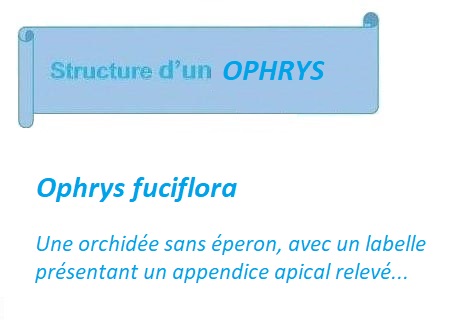 Structure d'un OPHRYS
Ophrys fuciflora
Une orchidée sans éperon, avec un labelle
présentant un appendice apical relevé...